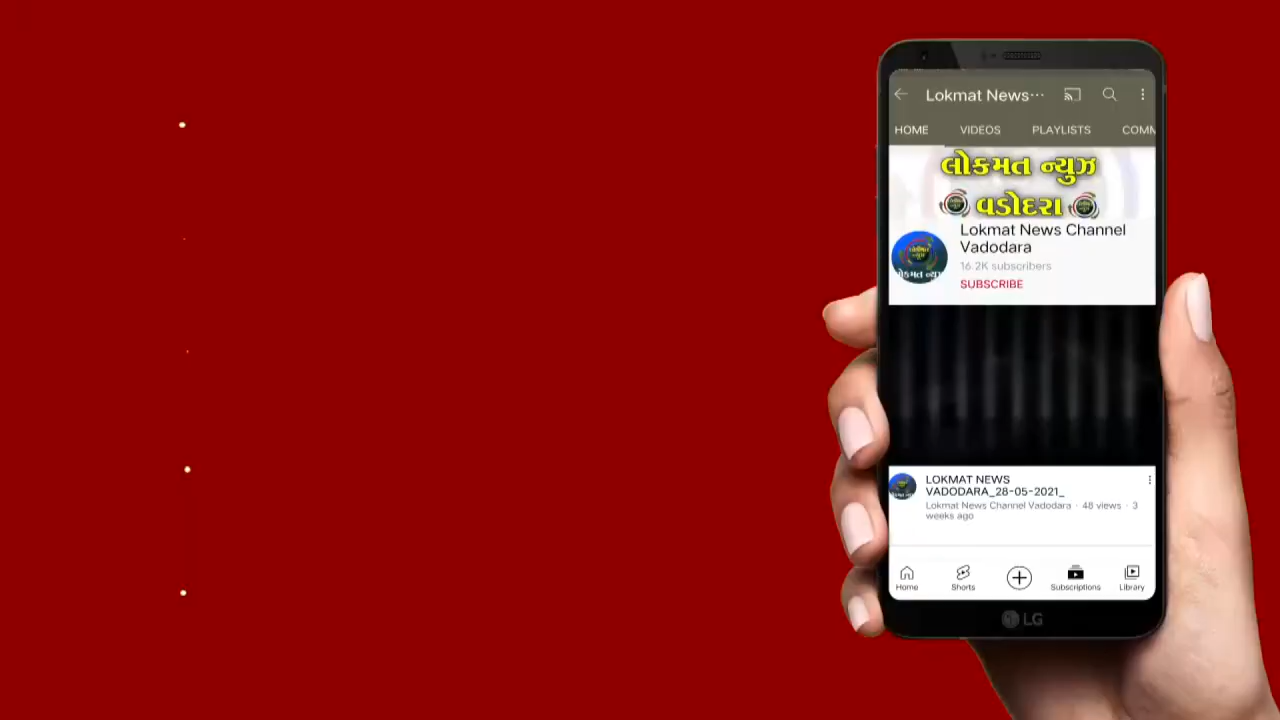 Lokmat News...
HOME VIDEOS PLAYLISTS COMM
લોકમત ન્યુઝ
વડોદરા
Lokmat News Channel
Vadodara
16.2K subscribers
SUBSCRIBE
LOKMAT NEWS
VADODARA_28-05-2021_
Lokmat News Channel Vadodara · 48 views · 3
weeks ago
Home Shorts Subscriptions Library
LG